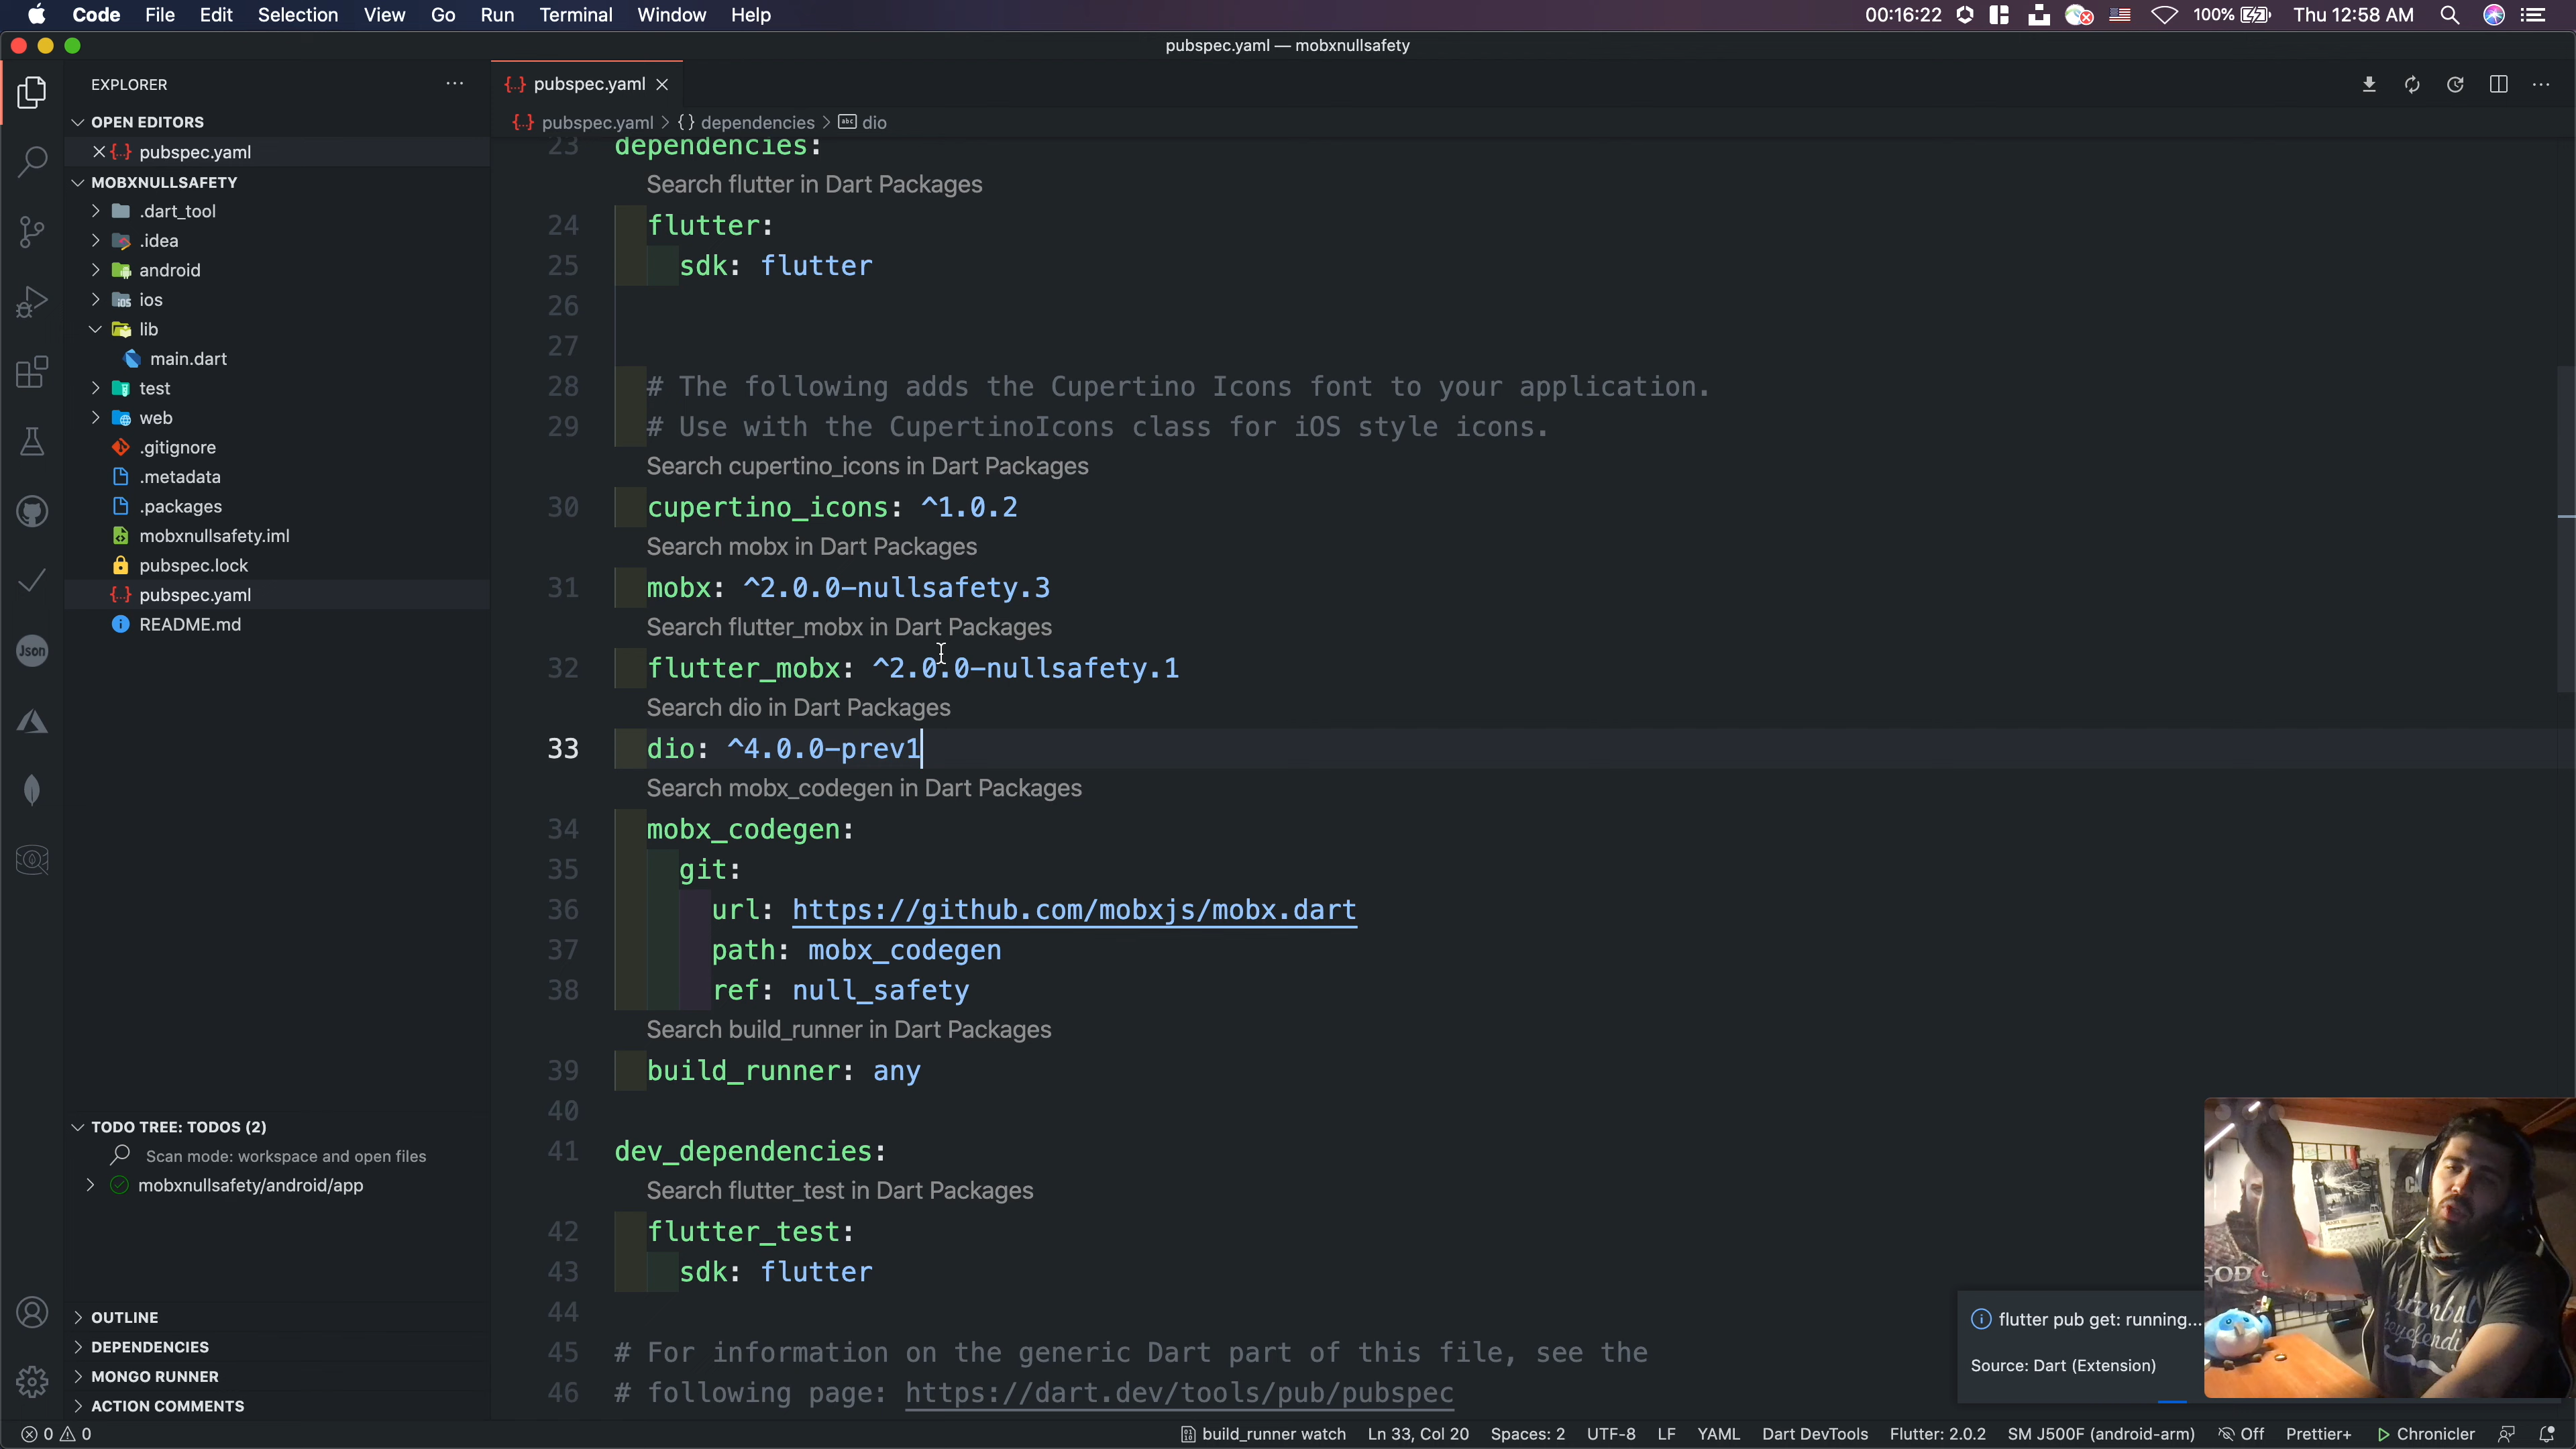 Code File Edit Selection View Go Run Terminal Window Help 00:16:22 100% Thu 12:58 AM
pubspec.yaml — mobxnullsafety
EXPLORER
OPEN EDITORS
pubspec.yaml
MOBXNULLSAFETY
.dart_tool
.idea
android
ios
lib
main.dart
test
web
.gitignore
.metadata
.packages
mobxnullsafety.iml
pubspec.lock
pubspec.yaml
README.md
TODO TREE: TODOS (2)
Scan mode: workspace and open files
mobxnullsafety/android/app
OUTLINE
DEPENDENCIES
MONGO RUNNER
ACTION COMMENTS
Json
pubspec.yaml
pubspec.yaml > {} dependencies > abc dio
23 dependencies:
Search flutter in Dart Packages
24 flutter:
25 sdk: flutter
26
27
28 # The following adds the Cupertino Icons font to your application.
29 # Use with the CupertinoIcons class for iOS style icons.
Search cupertino_icons in Dart Packages
30 cupertino_icons: ^1.0.2
Search mobx in Dart Packages
31 mobx: ^2.0.0-nullsafety.3
Search flutter_mobx in Dart Packages
32 flutter_mobx: ^2.0.0-nullsafety.1
Search dio in Dart Packages
33 dio: ^4.0.0-prev1
Search mobx_codegen in Dart Packages
34 mobx_codegen:
35 git:
36 url: https://github.com/mobxjs/mobx.dart
37 path: mobx_codegen
38 ref: null_safety
Search build_runner in Dart Packages
39 build_runner: any
40
41 dev_dependencies:
Search flutter_test in Dart Packages
42 flutter_test:
43 sdk: flutter
44
45 # For information on the generic Dart part of this file, see the
46 # following page: https://dart.dev/tools/pub/pubspec
flutter pub get: running...
Source: Dart (Extension)
GOD
istanbul
beyefendisi
0 0 build_runner watch Ln 33, Col 20 Spaces: 2 UTF-8 LF YAML Dart DevTools Flutter: 2.0.2 SM J500F (android-arm) Off Prettier+ Chronicler